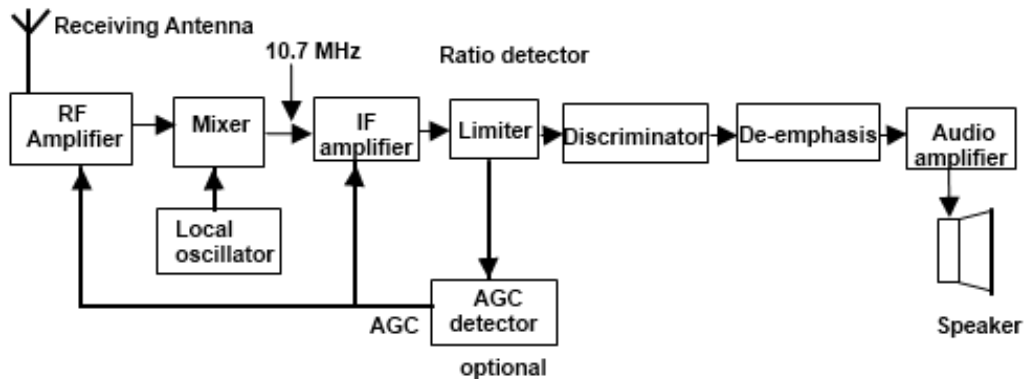 Receiving Antenna
10.7 MHz
Ratio detector
RF
Amplifier
Mixer
IF
amplifier
Limiter
Discriminator
De-emphasis
Audio
amplifier
Local
oscillator
AGC
AGC
detector
optional
Speaker